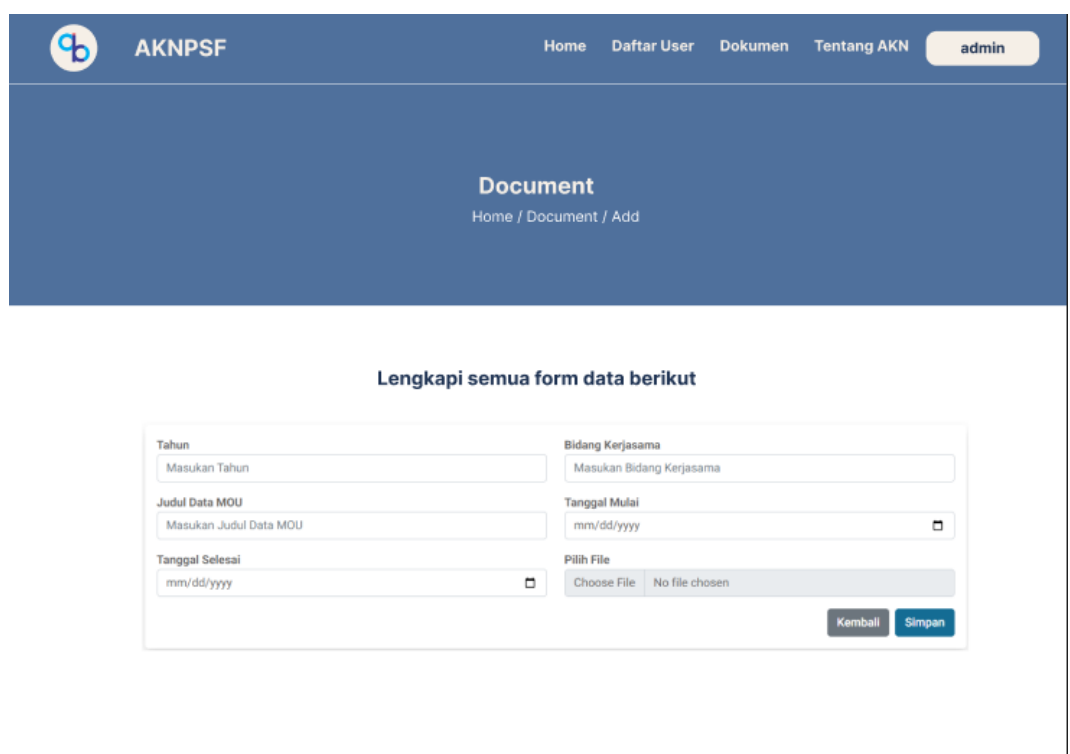 AKNPSF Home Daftar User Dokumen Tentang AKN admin
Document
Home / Document / Add
Lengkapi semua form data berikut
Tahun Bidang Kerjasama
Masukan Tahun Masukan Bidang Kerjasama
Judul Data MOU Tanggal Mulai
Masukan Judul Data MOU mm/dd/yyyy
Tanggal Selesai Pilih File
mm/dd/yyyy Choose File No file chosen
Kembali Simpan